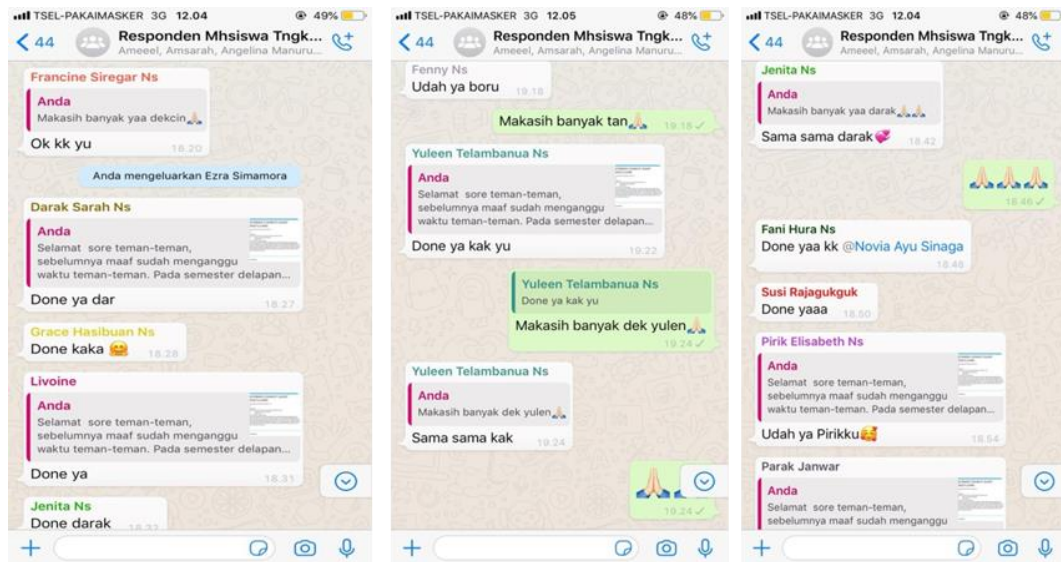 TSEL-PAKAIMASKER 3G 12.04 49%
44 Responden Mhsiswa Tngk...
Ameeel, Amsarah, Angelina Manuru...
Francine Siregar Ns
Anda
Makasih banyak yaa dekcin🙏🏻
Ok kk yu 18.20
Anda mengeluarkan Ezra Simamora
Darak Sarah Ns
Anda
Selamat sore teman-teman,
sebelumnya maaf sudah menganggu
waktu teman-teman. Pada semester delapan...
Done ya dar 18.27
Grace Hasibuan Ns
Done kaka 🤗 18.28
Livoine
Anda
Selamat sore teman-teman,
sebelumnya maaf sudah menganggu
waktu teman-teman. Pada semester delapan...
Done ya 18.31
Jenita Ns
Done darak 18.32
TSEL-PAKAIMASKER 3G 12.05 48%
44 Responden Mhsiswa Tngk...
Ameeel, Amsarah, Angelina Manuru...
Fenny Ns
Udah ya boru 19.18
Makasih banyak tan🙏🏻 19.18
Yuleen Telambanua Ns
Anda
Selamat sore teman-teman,
sebelumnya maaf sudah menganggu
waktu teman-teman. Pada semester delapan...
Done ya kak yu 19.22
Yuleen Telambanua Ns
Done ya kak yu
Makasih banyak dek yulen🙏🏻
19.24
Yuleen Telambanua Ns
Anda
Makasih banyak dek yulen🙏🏻
Sama sama kak 19.24
19.24
TSEL-PAKAIMASKER 3G 12.04 48%
44 Responden Mhsiswa Tngk...
Ameeel, Amsarah, Angelina Manuru...
Jenita Ns
Anda
Makasih banyak yaa darak🙏🏻🙏🏻
Sama sama darak💞 18.42
🙏🏻🙏🏻🙏🏻
18.46
Fani Hura Ns
Done yaa kk @Novia Ayu Sinaga
18.46
Susi Rajagukguk
Done yaaa 18.50
Pirik Elisabeth Ns
Anda
Selamat sore teman-teman,
sebelumnya maaf sudah menganggu
waktu teman-teman. Pada semester delapan...
Udah ya Pirikku🥰 18.54
Parak Janwar
Anda
Selamat sore teman-teman,
sebelumnya maaf sudah menganggu